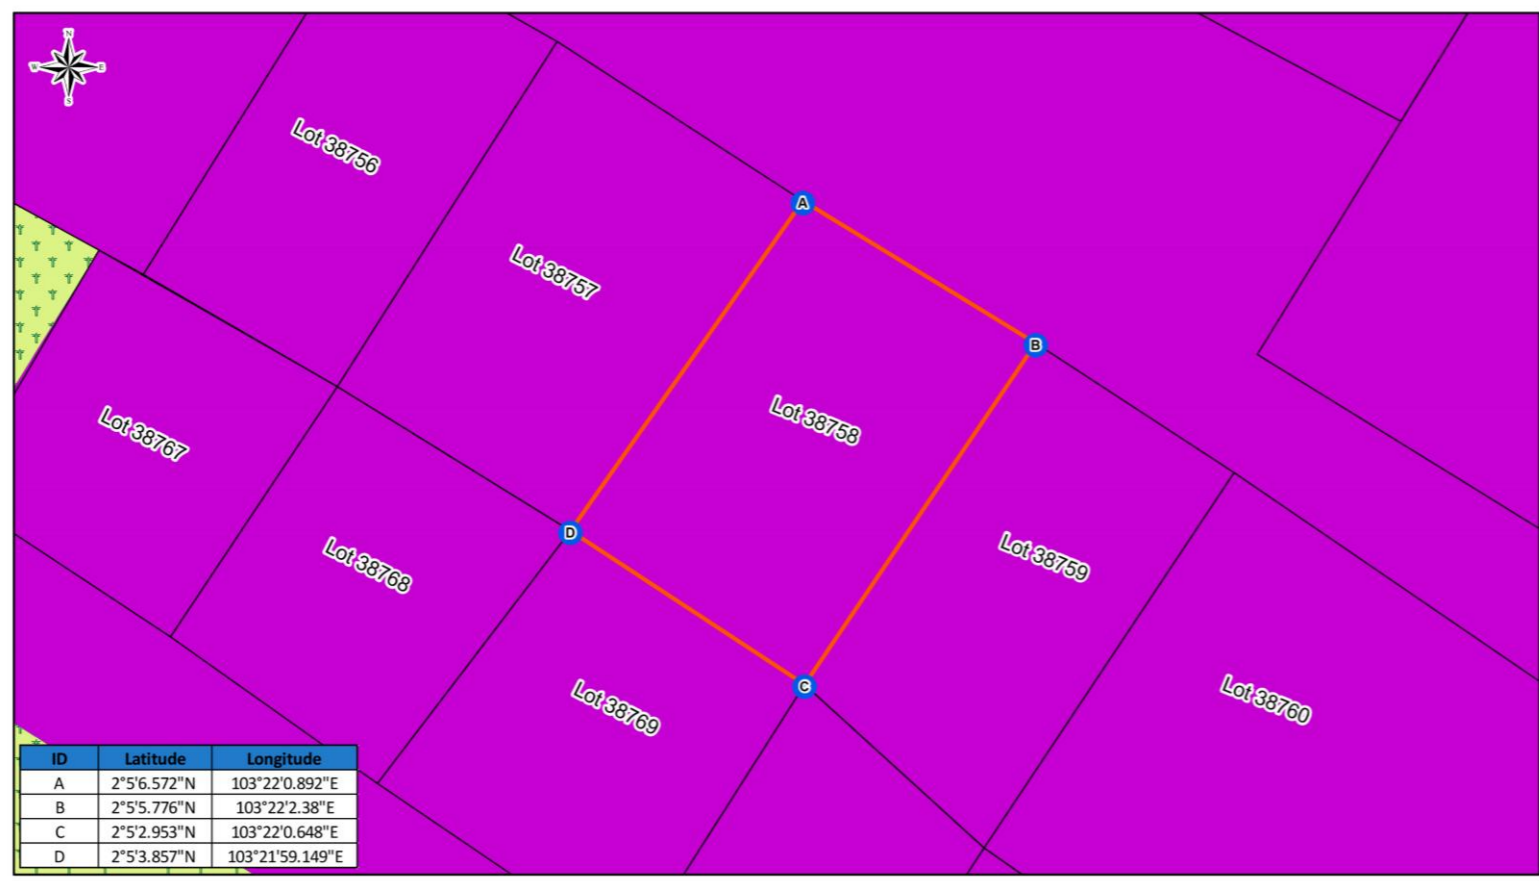 N
W E
S
Lot 38756
A
Lot 38757
B
Lot 38758
Lot 38767
D
Lot 38768
Lot 38759
C
Lot 38769
Lot 38760
ID Latitude Longitude
A 2°5'6.572"N 103°22'0.892"E
B 2°5'5.776"N 103°22'2.38"E
C 2°5'2.953"N 103°22'0.648"E
D 2°5'3.857"N 103°21'59.149"E